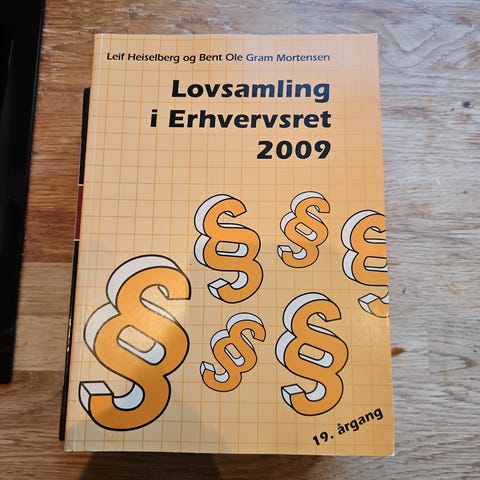 Leif Heiselberg og Bent Ole Gram Mortensen
Lovsamling
i Erhvervsret
2009
19. årgang